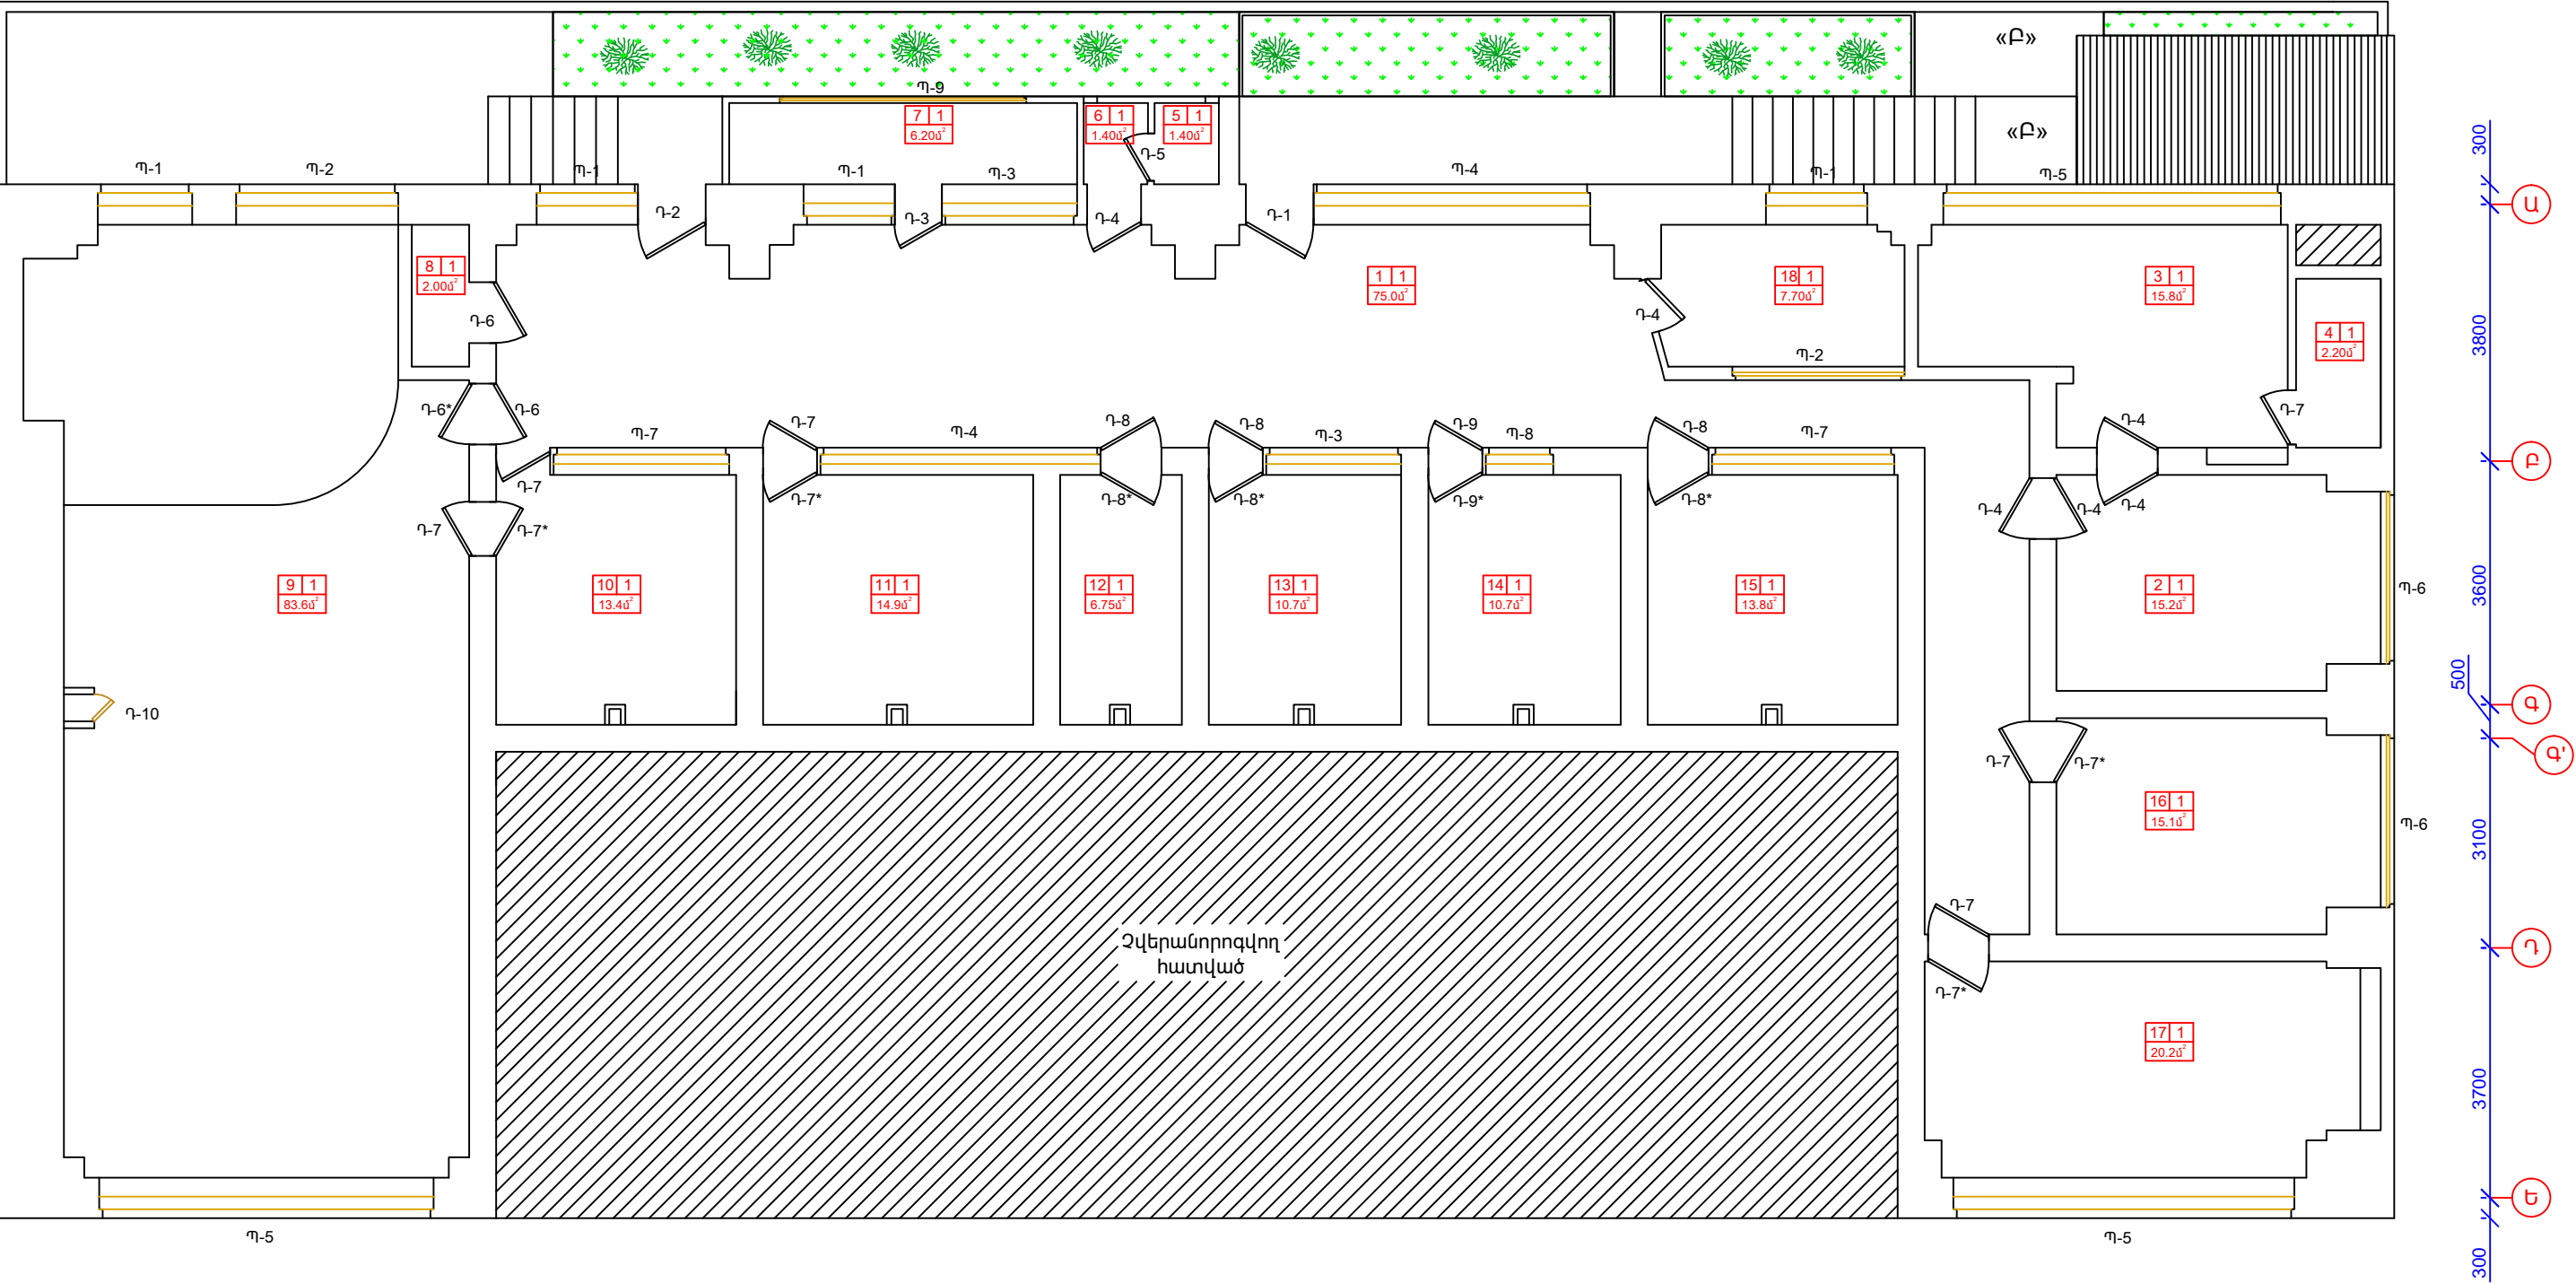 «Բ»
Պ-9
7 1
6.20մ²
6 1
1.40մ²
5 1
1.40մ²
«Բ»
300
Դ-5
Պ-1
Պ-2
Պ-1
Պ-1
Պ-3
Պ-4
Պ-1
Պ-5
Ա
Դ-2
Դ-3
Դ-4
Դ-1
8 1
2.00մ²
1 1
75.0մ²
18 1
7.70մ²
3 1
15.8մ²
Դ-6
Դ-4
4 1
2.20մ²
3800
Պ-2
Դ-6*
Դ-6
Դ-7
Դ-7
Պ-7
Պ-4
Դ-8
Դ-8
Պ-3
Դ-9
Պ-8
Դ-8
Պ-7
Դ-4
Բ
Դ-7
Դ-7*
Դ-8*
Դ-8*
Դ-9*
Դ-8*
Դ-4
Դ-4
Դ-4
Դ-7
Դ-7*
9 1
83.6մ²
10 1
13.4մ²
11 1
14.9մ²
12 1
6.75մ²
13 1
10.7մ²
14 1
10.7մ²
15 1
13.8մ²
2 1
15.2մ²
Պ-6
3600
500
Դ-10
Գ
Գ'
Դ-7
Դ-7*
16 1
15.1մ²
Պ-6
3100
Դ-7
Չվերանորոգվող
հատված
Դ
Դ-7*
17 1
20.2մ²
3700
Ե
Պ-5
Պ-5
300